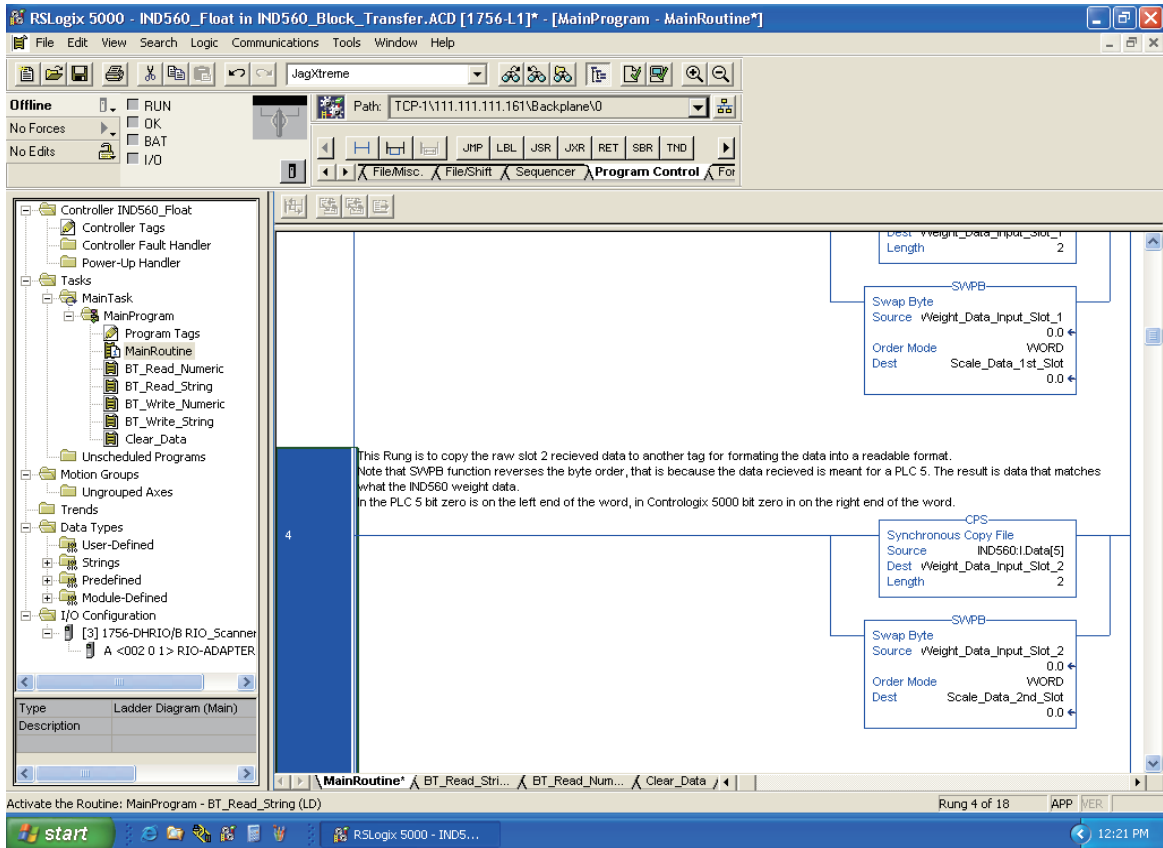 RSLogix 5000 - IND560_Float in IND560_Block_Transfer.ACD [1756-L1]* - [MainProgram - MainRoutine*]
File Edit View Search Logic Communications Tools Window Help
JagXtreme
Offline
RUN
No Forces
OK
No Edits
BAT
I/O
Path: TCP-1\111.111.111.161\Backplane\0
JMP LBL JSR JXR RET SBR TND
File/Misc. File/Shift Sequencer Program Control For
Controller IND560_Float
Controller Tags
Controller Fault Handler
Power-Up Handler
Tasks
MainTask
MainProgram
Program Tags
MainRoutine
BT_Read_Numeric
BT_Read_String
BT_Write_Numeric
BT_Write_String
Clear_Data
Unscheduled Programs
Motion Groups
Ungrouped Axes
Trends
Data Types
User-Defined
Strings
Predefined
Module-Defined
I/O Configuration
[3] 1756-DHRIO/B RIO_Scanner
A <002 0 1> RIO-ADAPTER
Type Ladder Diagram (Main)
Description
Dest Weight_Data_Input_Slot_1
Length 2
SWPB
Swap Byte
Source Weight_Data_Input_Slot_1
0.0
Order Mode WORD
Dest Scale_Data_1st_Slot
0.0
4
This Rung is to copy the raw slot 2 recieved data to another tag for formating the data into a readable format.
Note that SWPB function reverses the byte order, that is because the data recieved is meant for a PLC 5. The result is data that matches
what the IND560 weight data.
In the PLC 5 bit zero is on the left end of the word, in Contrologix 5000 bit zero in on the right end of the word.
CPS
Synchronous Copy File
Source IND560:I.Data[5]
Dest Weight_Data_Input_Slot_2
Length 2
SWPB
Swap Byte
Source Weight_Data_Input_Slot_2
0.0
Order Mode WORD
Dest Scale_Data_2nd_Slot
0.0
MainRoutine* BT_Read_Stri... BT_Read_Num... Clear_Data
Activate the Routine: MainProgram - BT_Read_String (LD)
Rung 4 of 18 APP VER
start
RSLogix 5000 - IND5...
12:21 PM